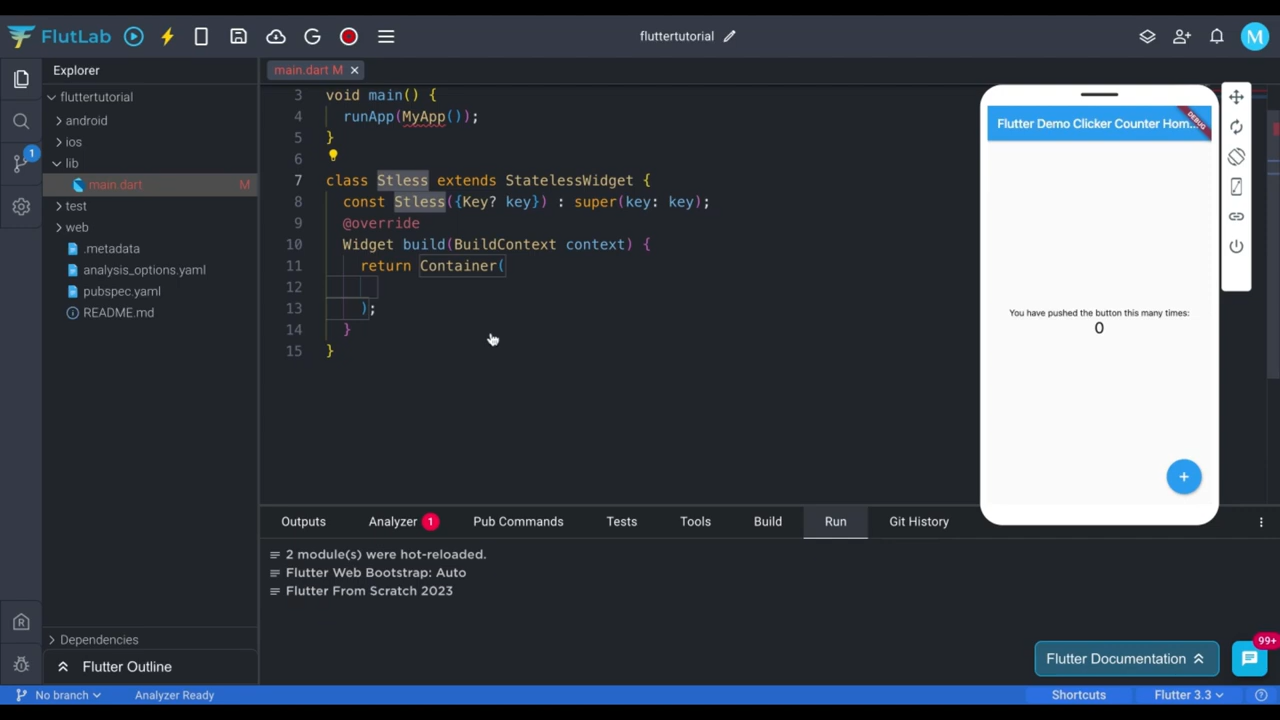 FlutLab
fluttertutorial
M
Explorer
main.dart M
fluttertutorial
android
ios
lib
main.dart M
test
web
.metadata
analysis_options.yaml
pubspec.yaml
README.md
1
3 void main() {
4 runApp(MyApp());
5 }
6
7 class Stless extends StatelessWidget {
8 const Stless({Key? key}) : super(key: key);
9 @override
10 Widget build(BuildContext context) {
11 return Container(
12
13 );
14 }
15 }
Flutter Demo Clicker Counter Hom...
DEBUG
You have pushed the button this many times:
0
+
Outputs Analyzer 1 Pub Commands Tests Tools Build Run Git History
2 module(s) were hot-reloaded.
Flutter Web Bootstrap: Auto
Flutter From Scratch 2023
Dependencies
Flutter Outline
Flutter Documentation
99+
No branch Analyzer Ready Shortcuts Flutter 3.3